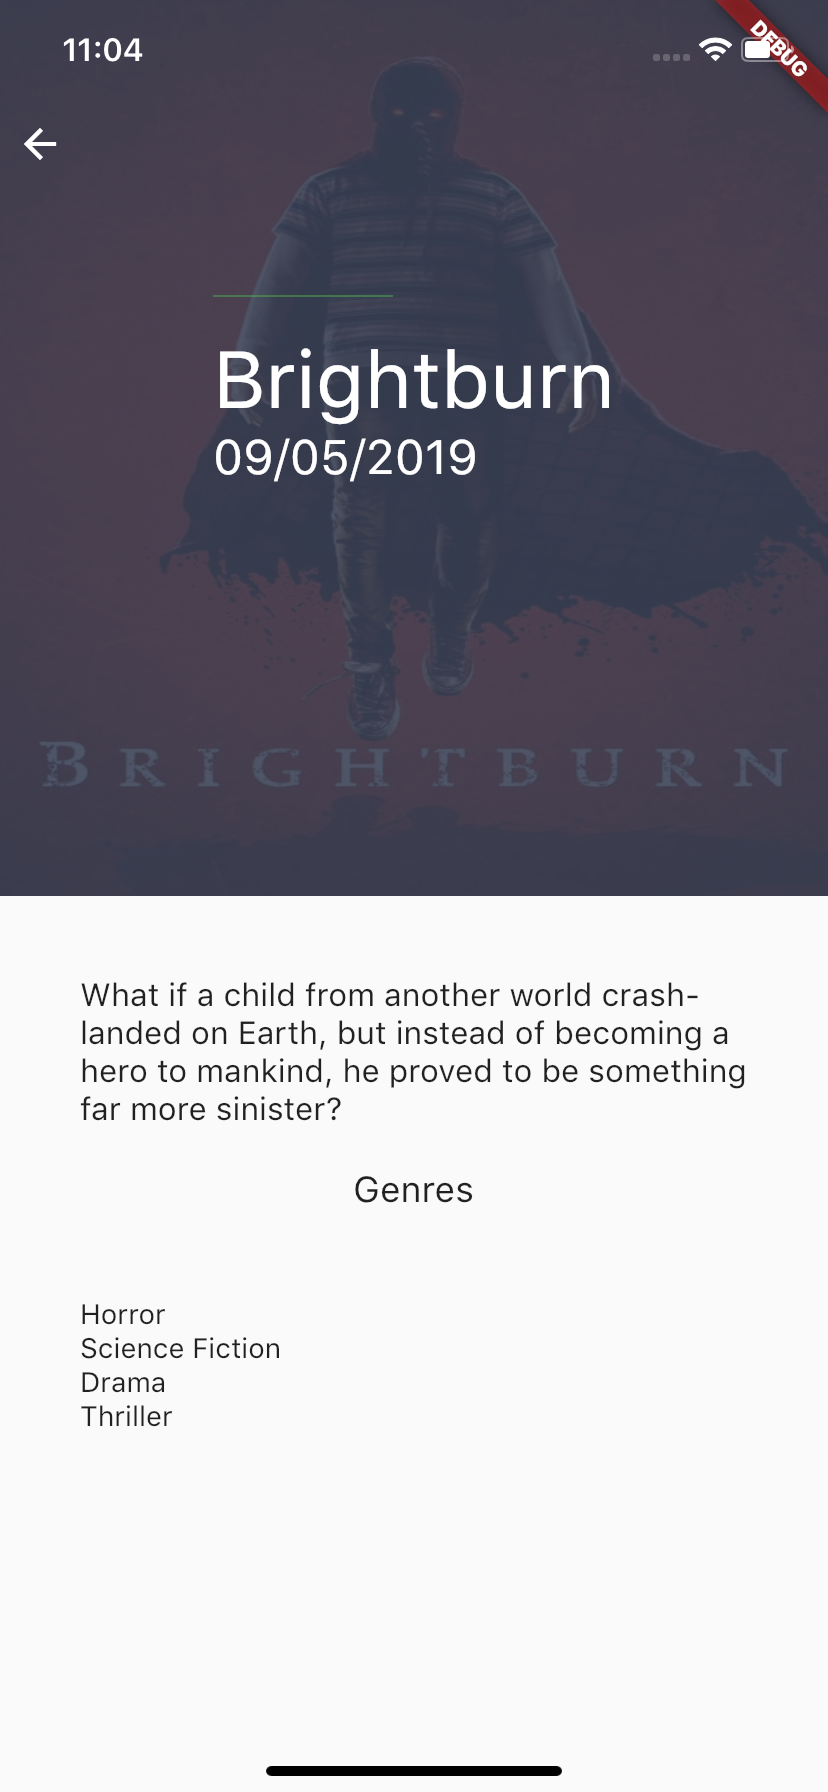 11:04
DEBUG
Brightburn
09/05/2019
BRIGHTBURN
What if a child from another world crash-
landed on Earth, but instead of becoming a
hero to mankind, he proved to be something
far more sinister?
Genres
Horror
Science Fiction
Drama
Thriller